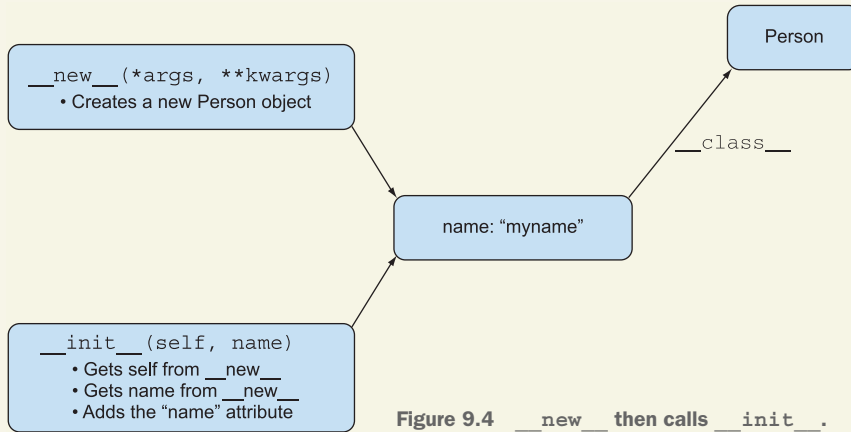 Person
__new__(*args, **kwargs)
• Creates a new Person object
__class__
name: “myname”
__init__(self, name)
• Gets self from __new__
• Gets name from __new__
• Adds the “name” attribute
Figure 9.4 __new__ then calls __init__.